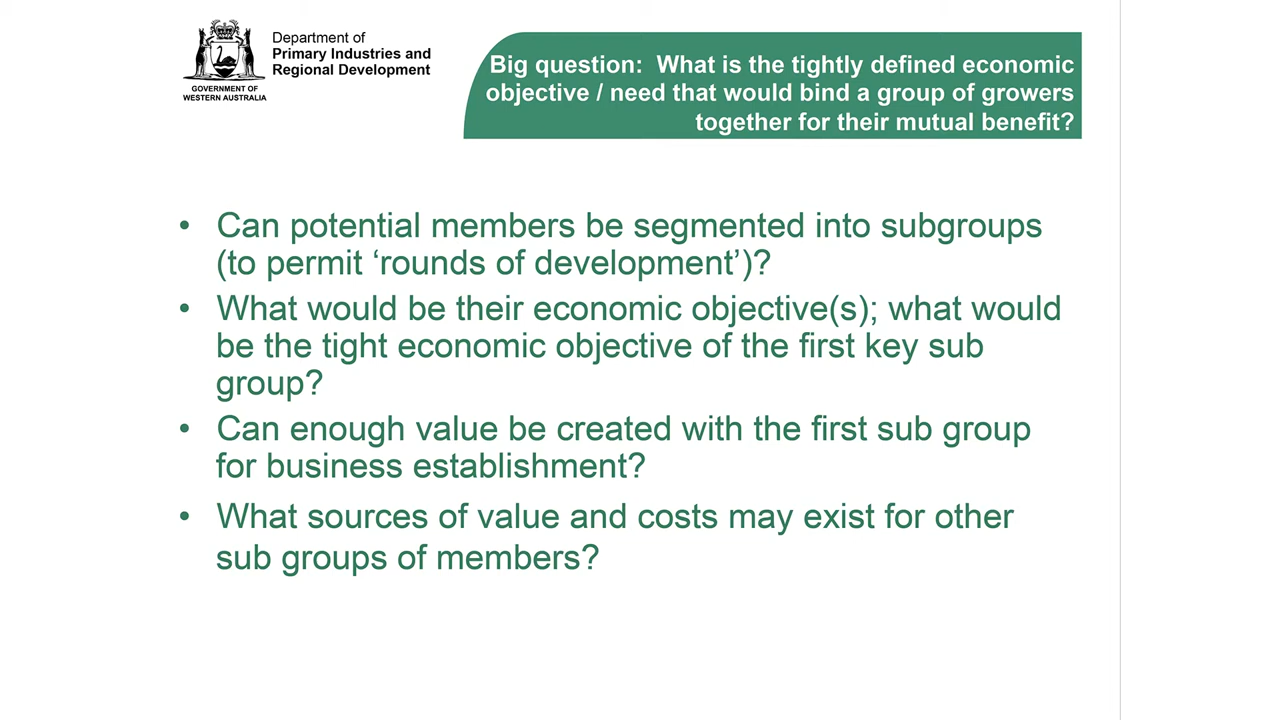 Department of
Primary Industries and
Regional Development
GOVERNMENT OF
WESTERN AUSTRALIA
Big question:  What is the tightly defined economic
objective / need that would bind a group of growers
together for their mutual benefit?
• Can potential members be segmented into subgroups
(to permit ‘rounds of development’)?
• What would be their economic objective(s); what would
be the tight economic objective of the first key sub
group?
• Can enough value be created with the first sub group
for business establishment?
• What sources of value and costs may exist for other
sub groups of members?